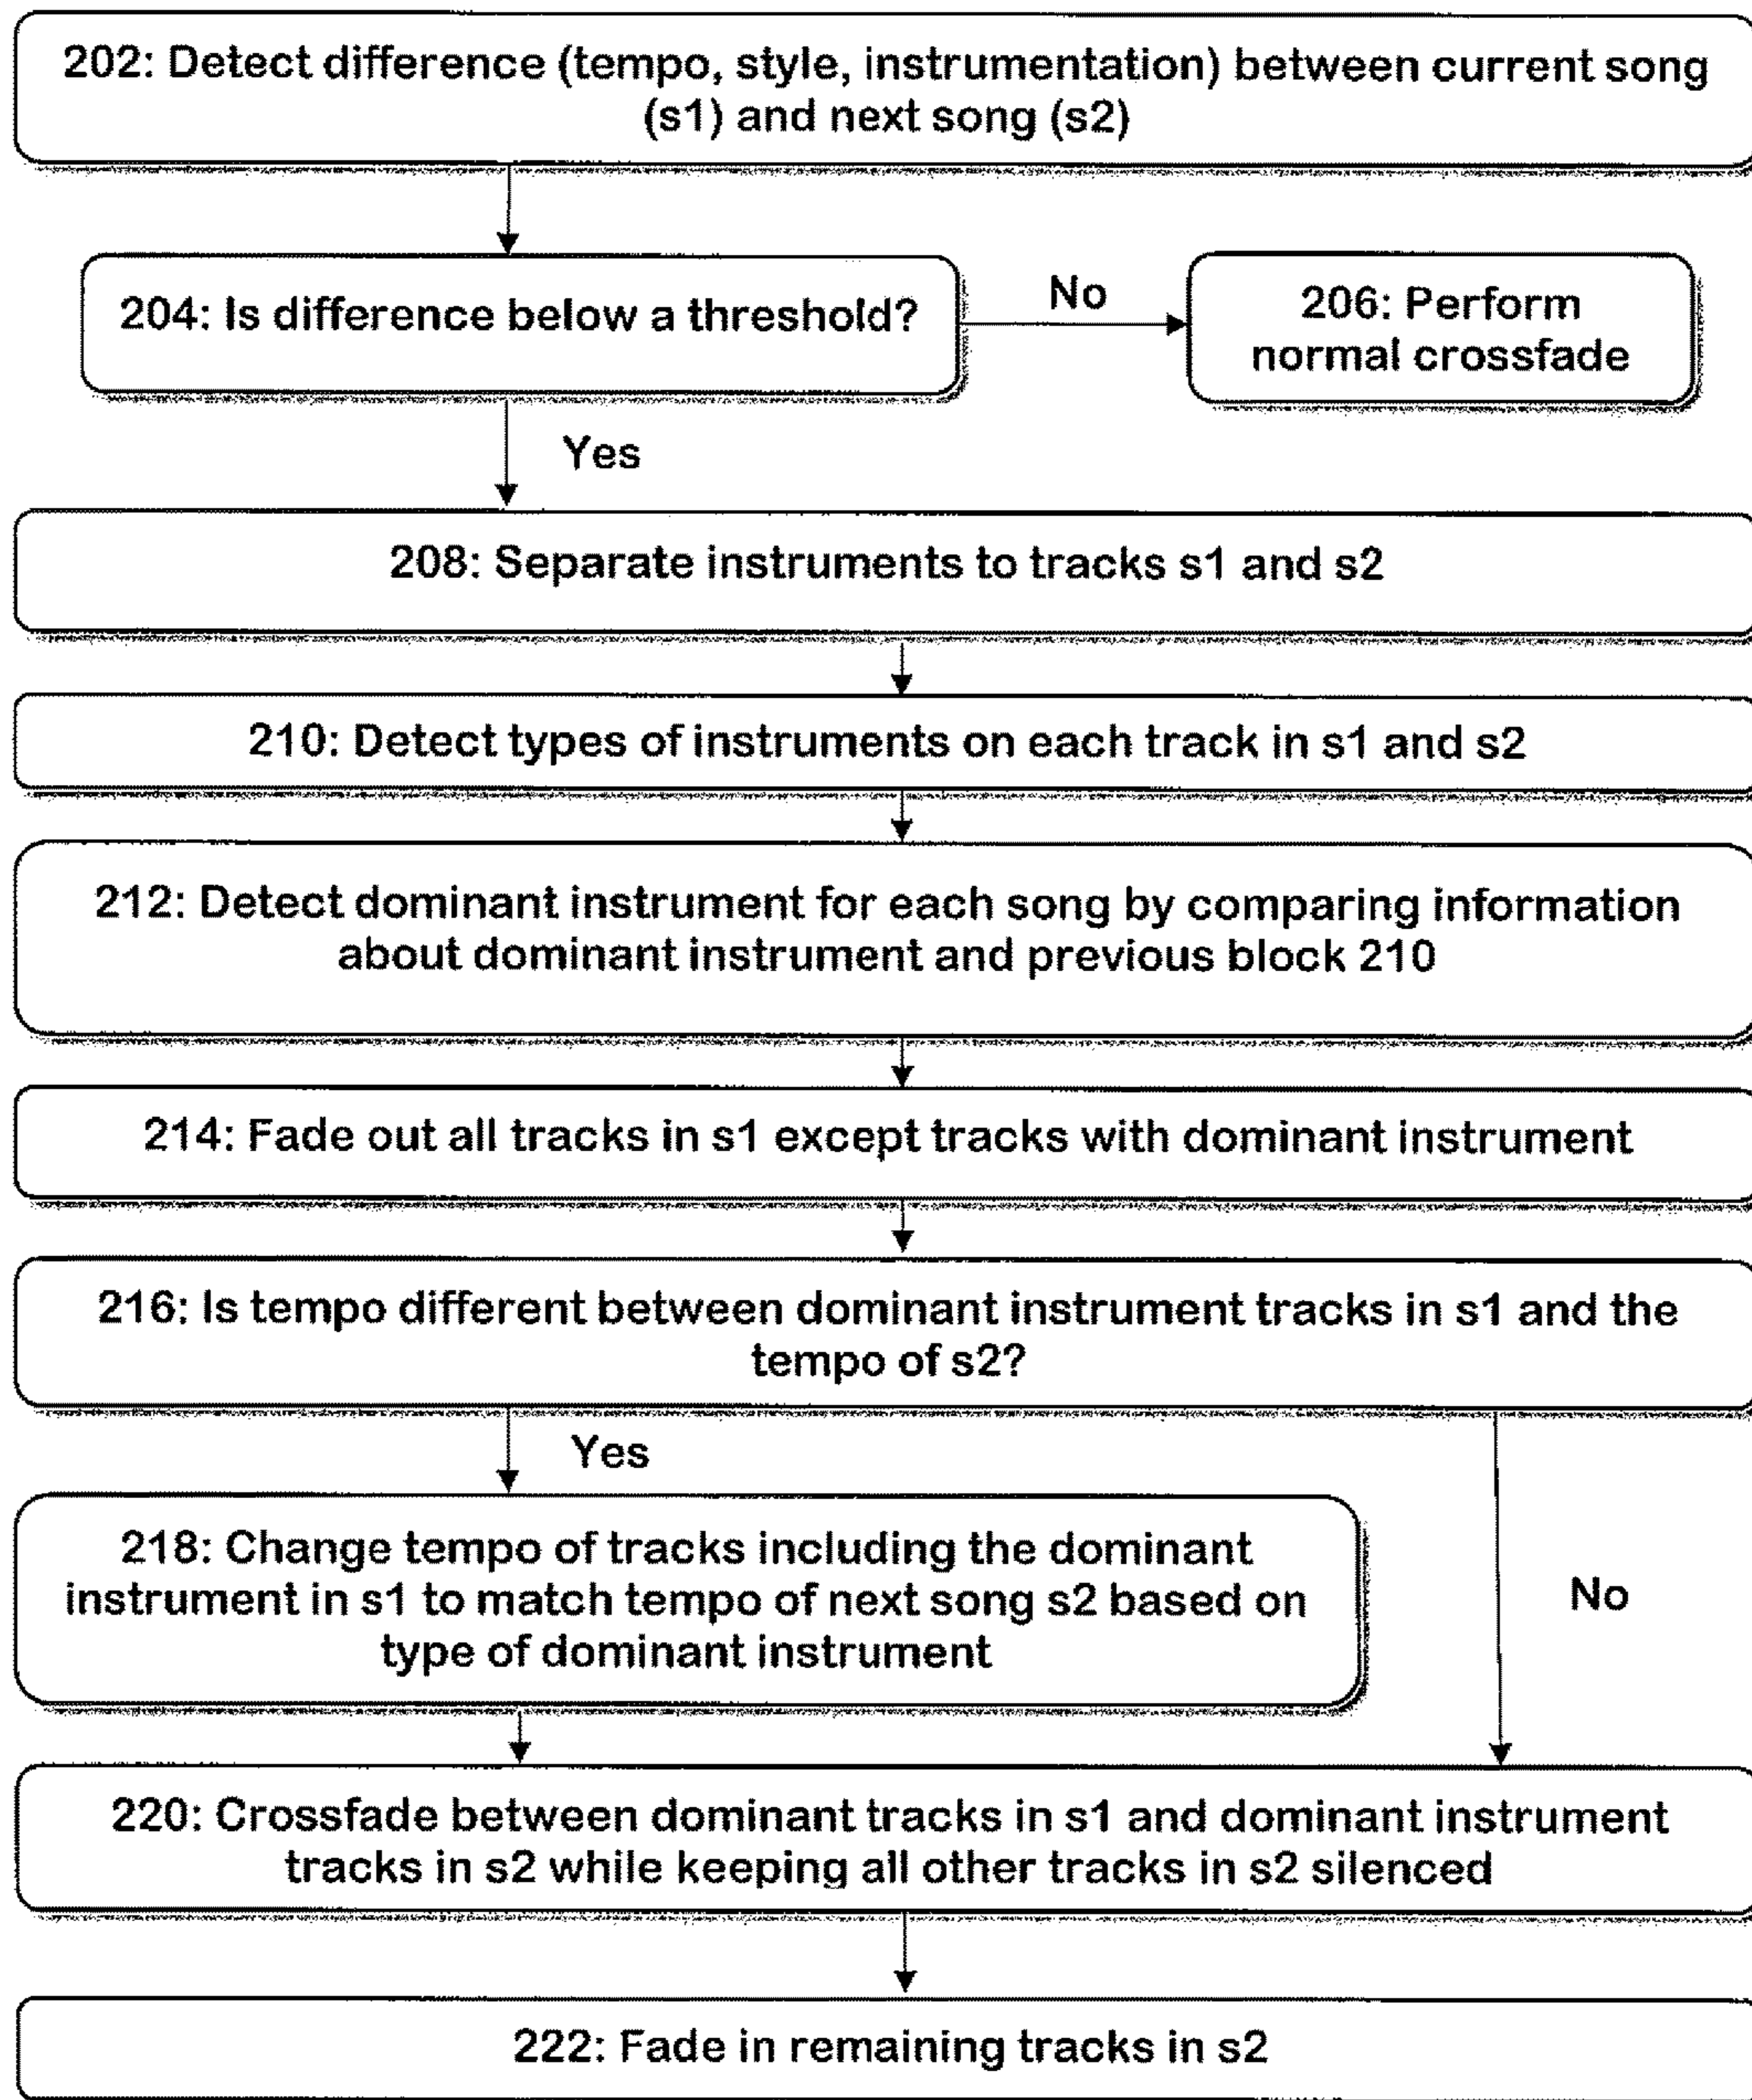 202: Detect difference (tempo, style, instrumentation) between current song
(s1) and next song (s2)
204: Is difference below a threshold?
No
206: Perform
normal crossfade
Yes
208: Separate instruments to tracks s1 and s2
210: Detect types of instruments on each track in s1 and s2
212: Detect dominant instrument for each song by comparing information
about dominant instrument and previous block 210
214: Fade out all tracks in s1 except tracks with dominant instrument
216: Is tempo different between dominant instrument tracks in s1 and the
tempo of s2?
Yes
218: Change tempo of tracks including the dominant
instrument in s1 to match tempo of next song s2 based on
type of dominant instrument
No
220: Crossfade between dominant tracks in s1 and dominant instrument
tracks in s2 while keeping all other tracks in s2 silenced
222: Fade in remaining tracks in s2